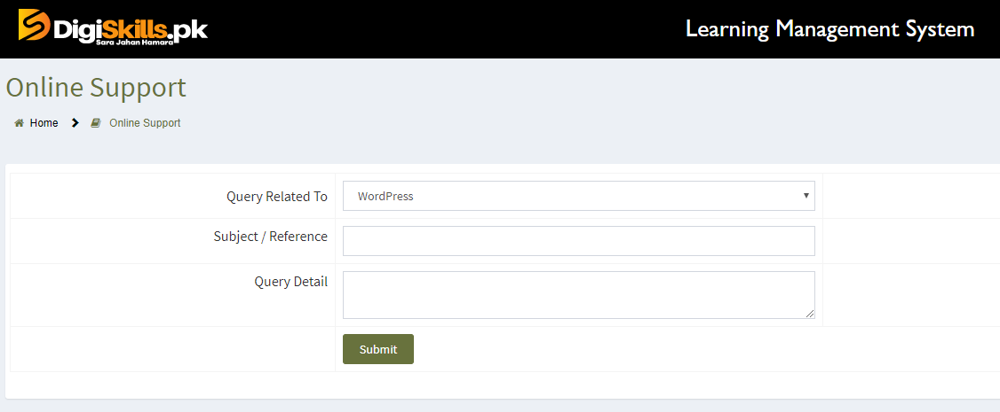 DigiSkills.pk
Sara Jahan Hamara
Learning Management System
Online Support
Home Online Support
Query Related To WordPress
Subject / Reference
Query Detail
Submit